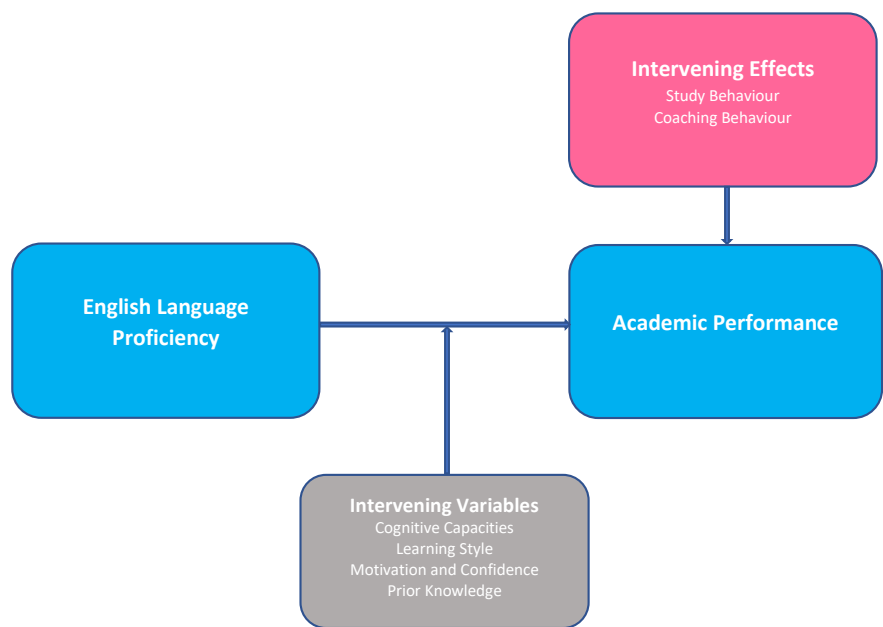 Intervening Effects
Study Behaviour
Coaching Behaviour
English Language
Proficiency
Academic Performance
Intervening Variables
Cognitive Capacities
Learning Style
Motivation and Confidence
Prior Knowledge